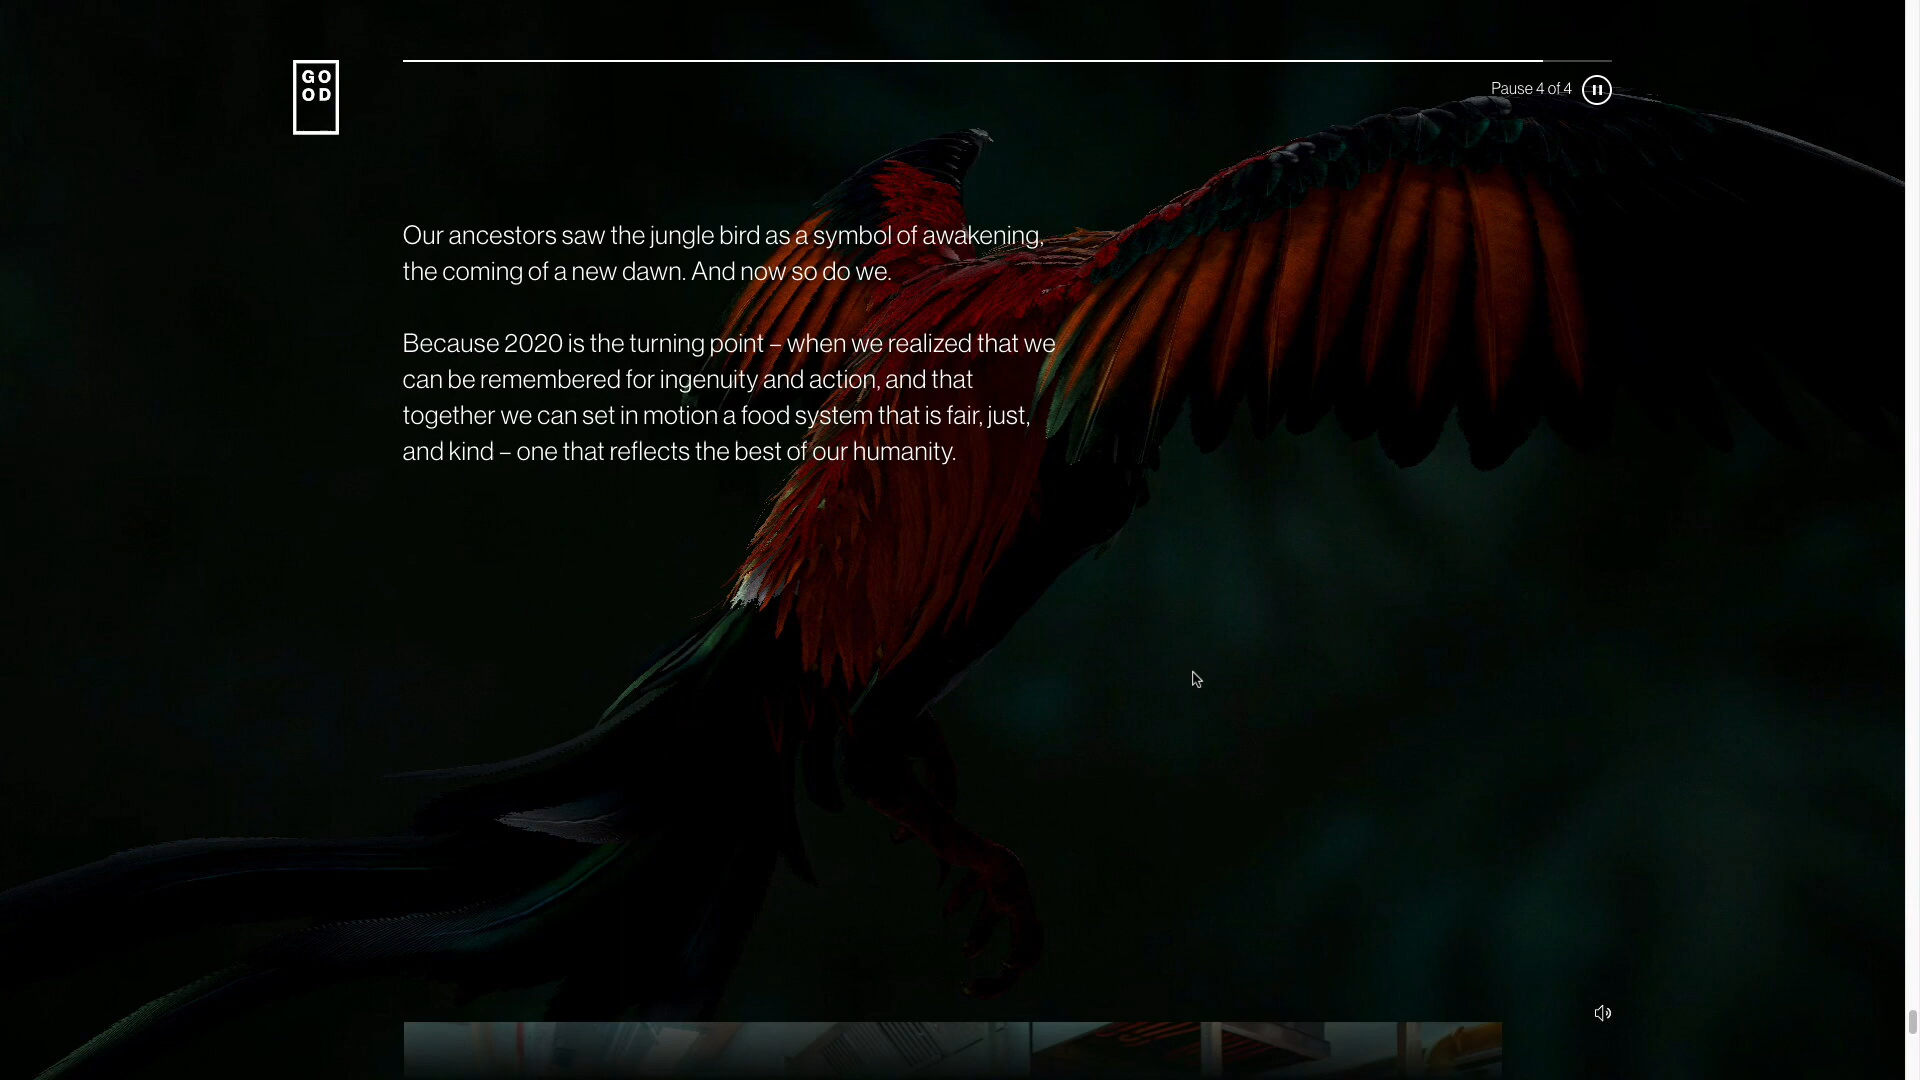 GO
OD
Pause 4 of 4
Our ancestors saw the jungle bird as a symbol of awakening,
the coming of a new dawn. And now so do we.
Because 2020 is the turning point – when we realized that we
can be remembered for ingenuity and action, and that
together we can set in motion a food system that is fair, just,
and kind – one that reflects the best of our humanity.